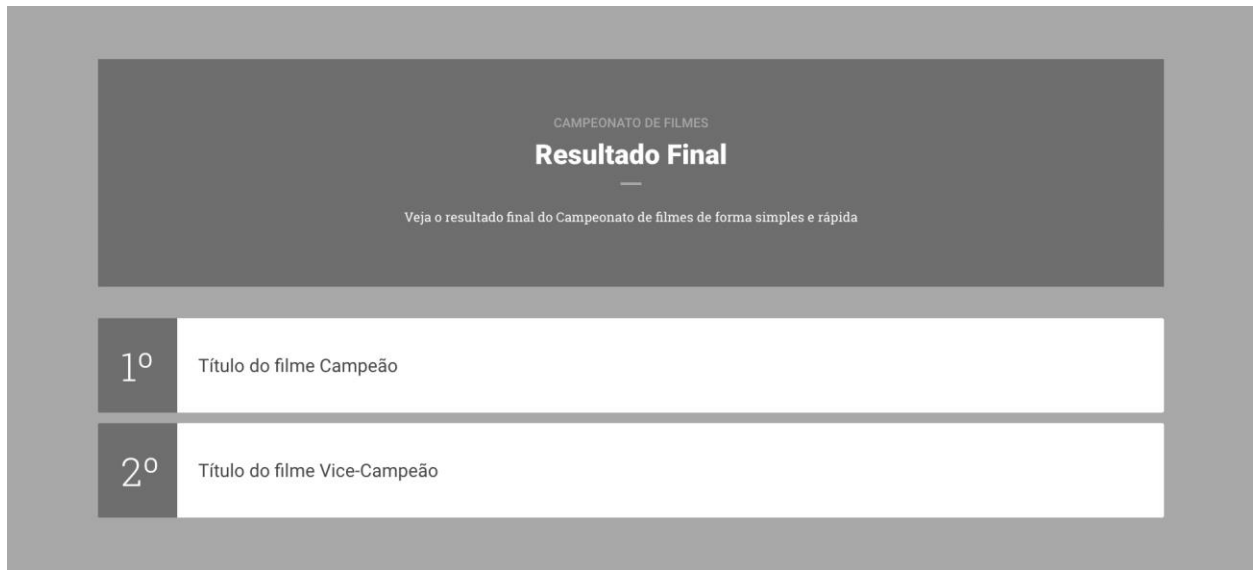 CAMPEONATO DE FILMES
Resultado Final
Veja o resultado final do Campeonato de filmes de forma simples e rápida
1º
Título do filme Campeão
2º
Título do filme Vice-Campeão